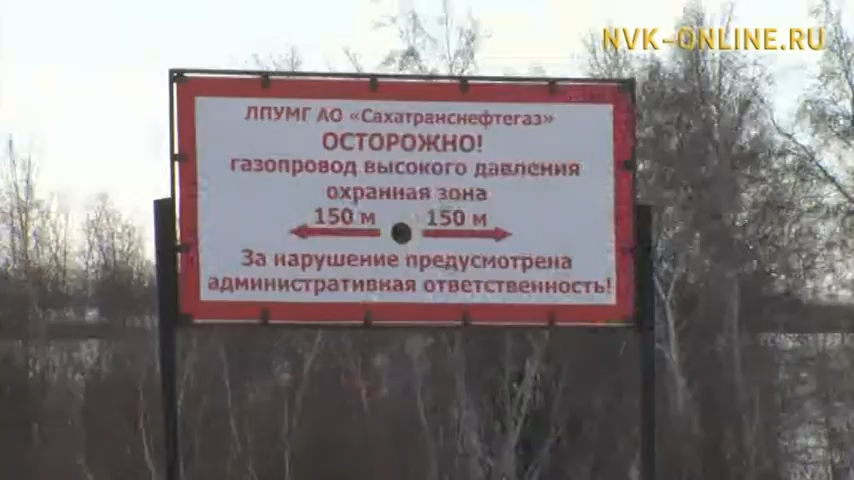 NVK-ONLINE.RU
ЛПУМГ АО «Сахатранснефтегаз»
ОСТОРОЖНО!
газопровод высокого давления
охранная зона
150 м 150 м
За нарушение предусмотрена
административная ответственность!